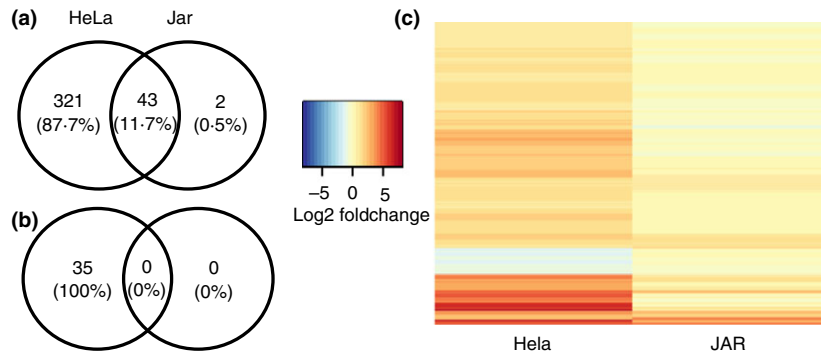 (a) HeLa Jar
321 43 2
(87·7%) (11·7%) (0·5%)
(b)
35 0 0
(100%) (0%) (0%)
−5 0 5
Log2 foldchange
(c)
Hela JAR